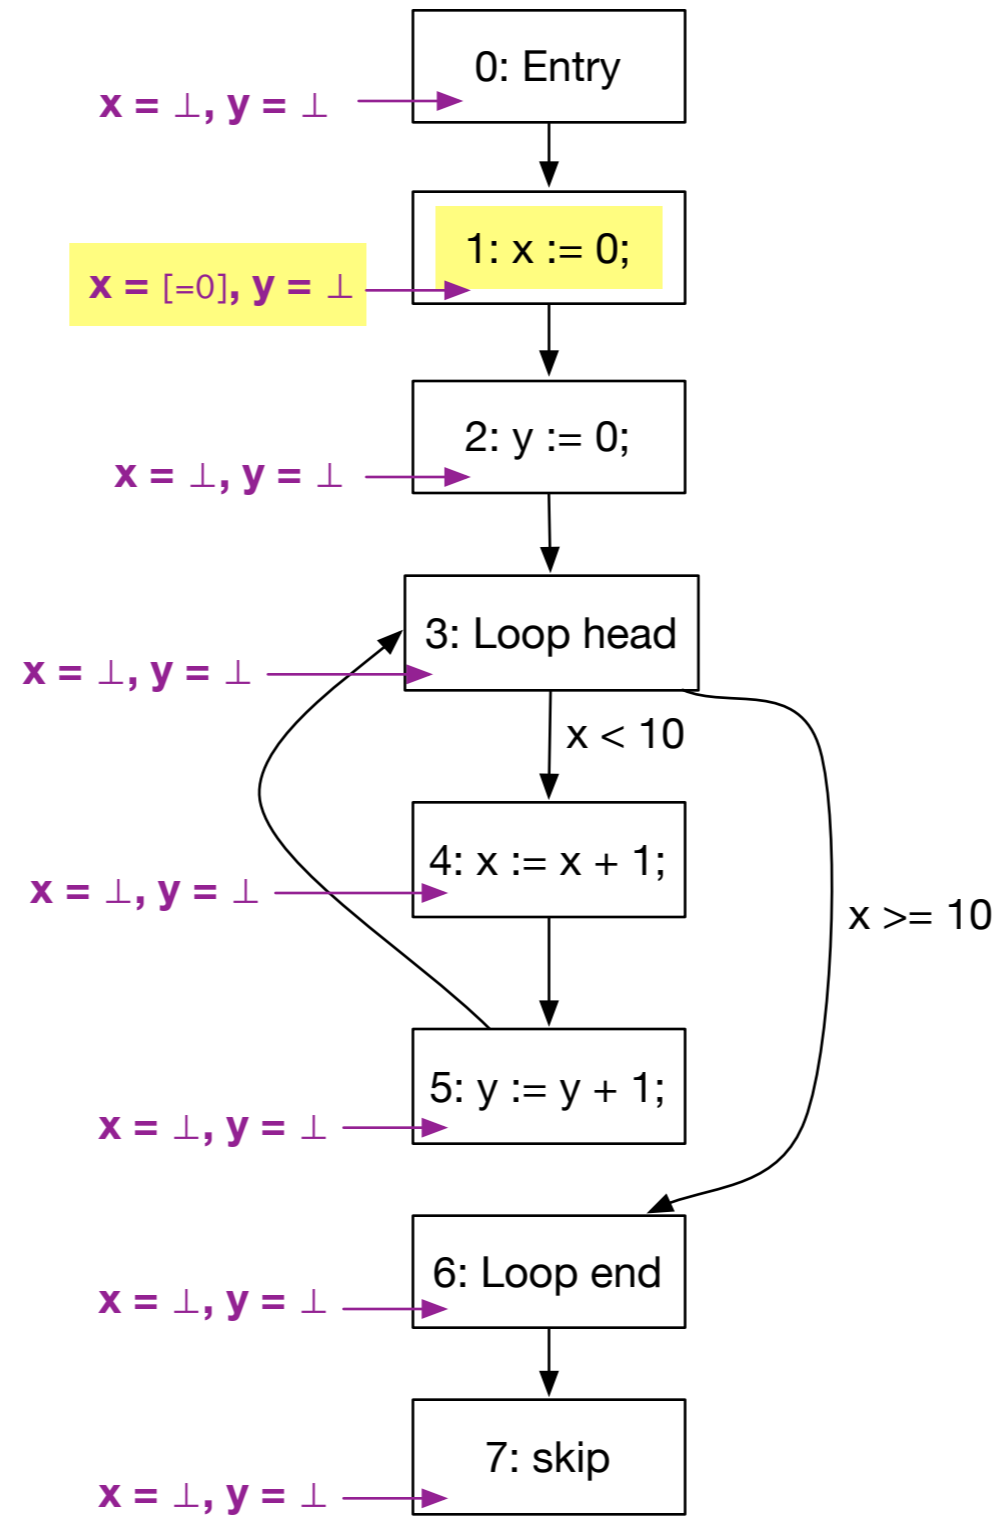 0: Entry
x = ⊥, y = ⊥
1: x := 0;
x = [=0], y = ⊥
2: y := 0;
x = ⊥, y = ⊥
3: Loop head
x = ⊥, y = ⊥
x < 10
4: x := x + 1;
x = ⊥, y = ⊥
x >= 10
5: y := y + 1;
x = ⊥, y = ⊥
6: Loop end
x = ⊥, y = ⊥
7: skip
x = ⊥, y = ⊥